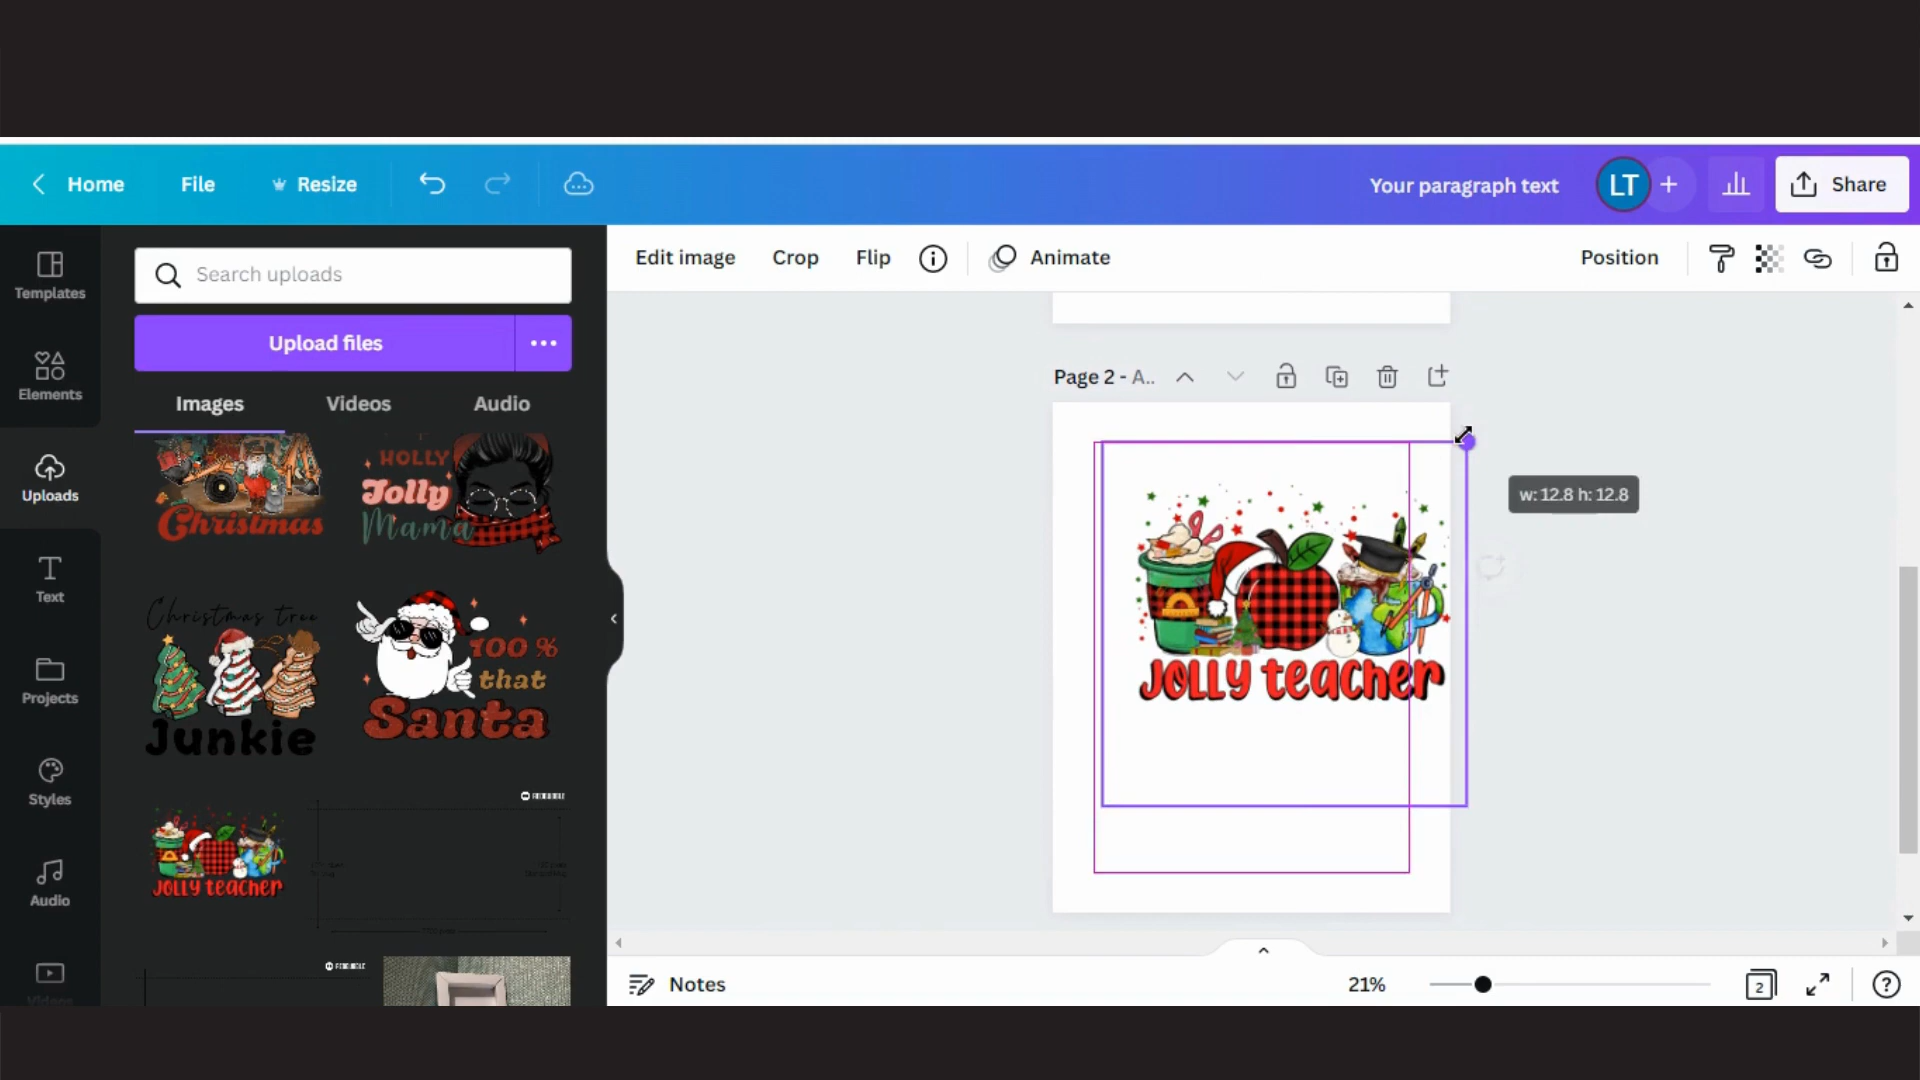 Home File Resize Your paragraph text LT + Share
Edit image Crop Flip Animate Position
Templates
Elements
Uploads
Text
Projects
Styles
Audio
Videos
Search uploads
Upload files
Images Videos Audio
Christmas
HOLLY
Jolly
Mama
Christmas tree
Junkie
100 %
that
Santa
JOLLY teacher
Page 2 - A..
w: 12.8 h: 12.8
JOLLY teacher
Notes 21% 2 ?